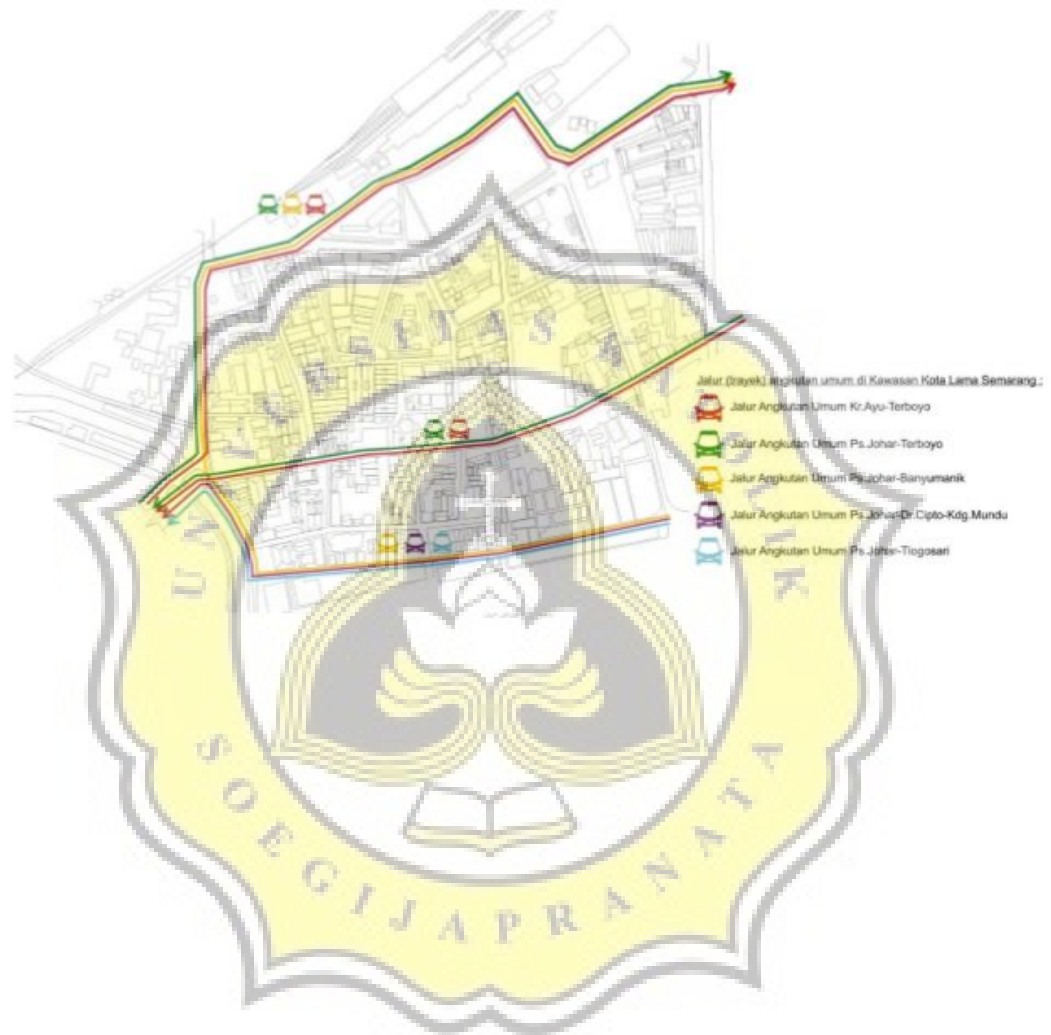 Jalur (trayek) angkutan umum di Kawasan Kota Lama Semarang :
Jalur Angkutan Umum Kr.Ayu-Terboyo
Jalur Angkutan Umum Ps.Johar-Terboyo
Jalur Angkutan Umum Ps.Johar-Banyumanik
Jalur Angkutan Umum Ps.Johar-Dr.Cipto-Kdg.Mundu
Jalur Angkutan Umum Ps.Johar-Tlogosari
UNIVERSITAS KATOLIK
SOEGIJAPRANATA